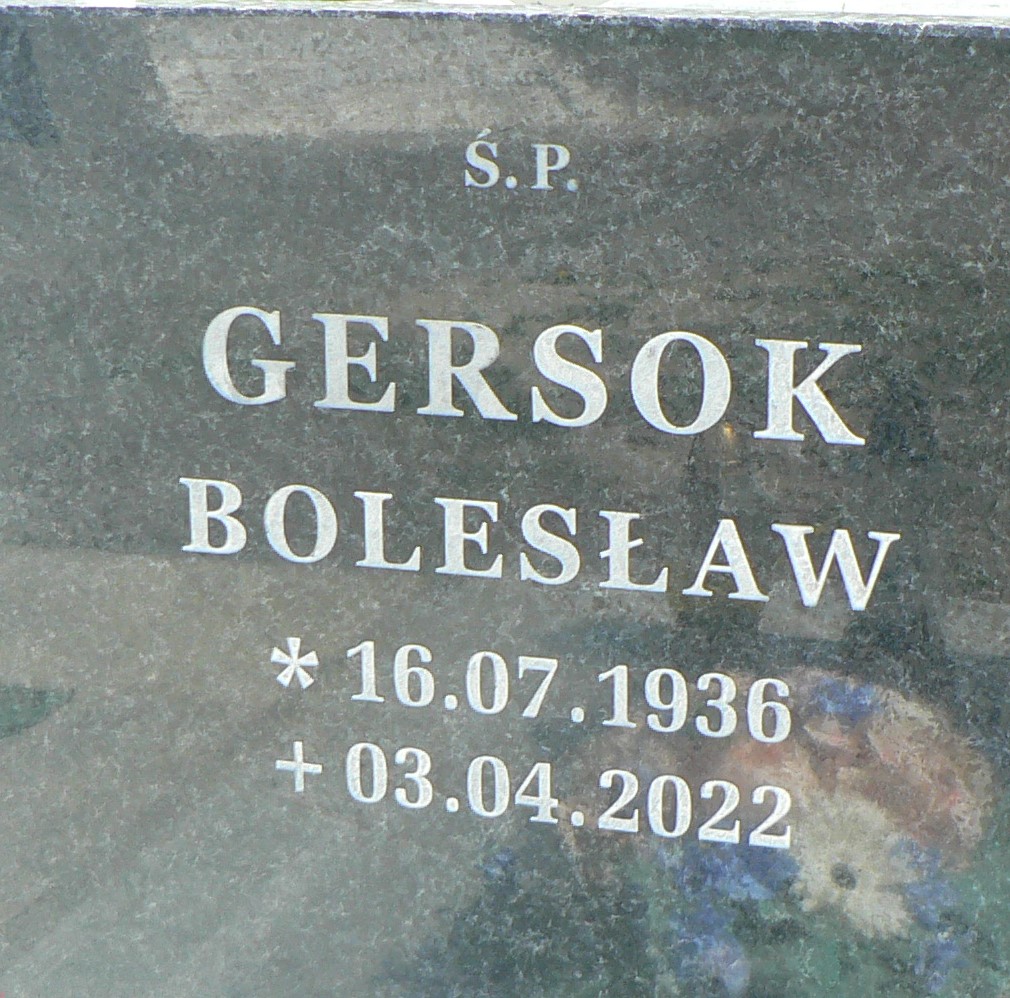 Ś.P.
GERSOK
BOLESŁAW
* 16.07.1936
+ 03.04.2022